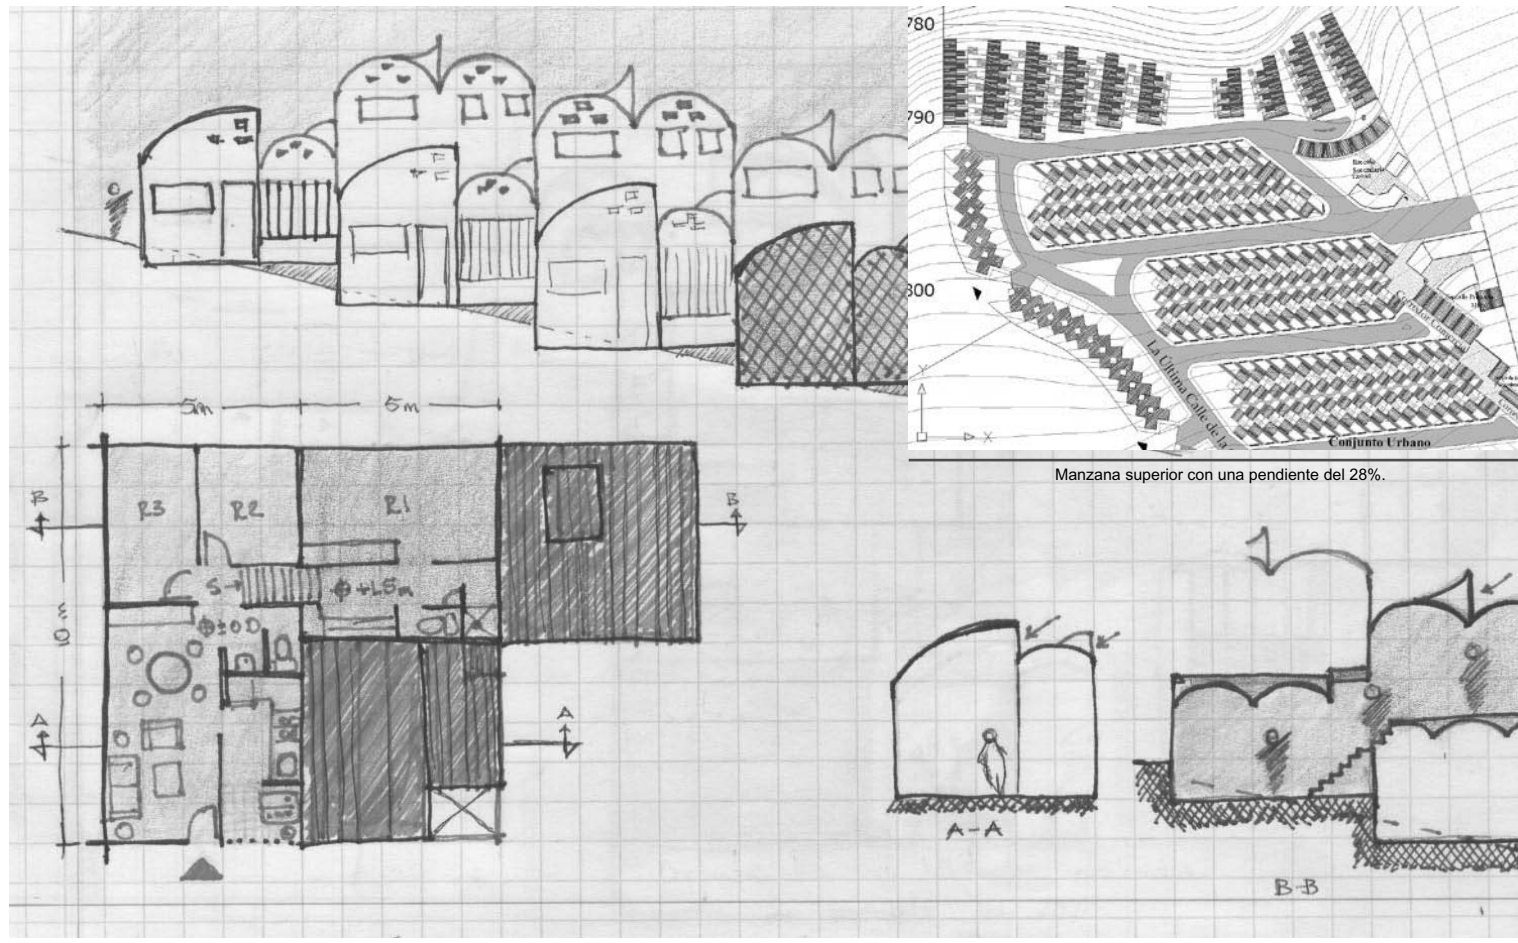 780
790
800
La Última Calle de la
Conjunto Urbano
Manzana superior con una pendiente del 28%.
5m
5m
B
B
R3
R2
R1
S
+1.5m
±0.0
10
A
A
A-A
B-B
Y
X